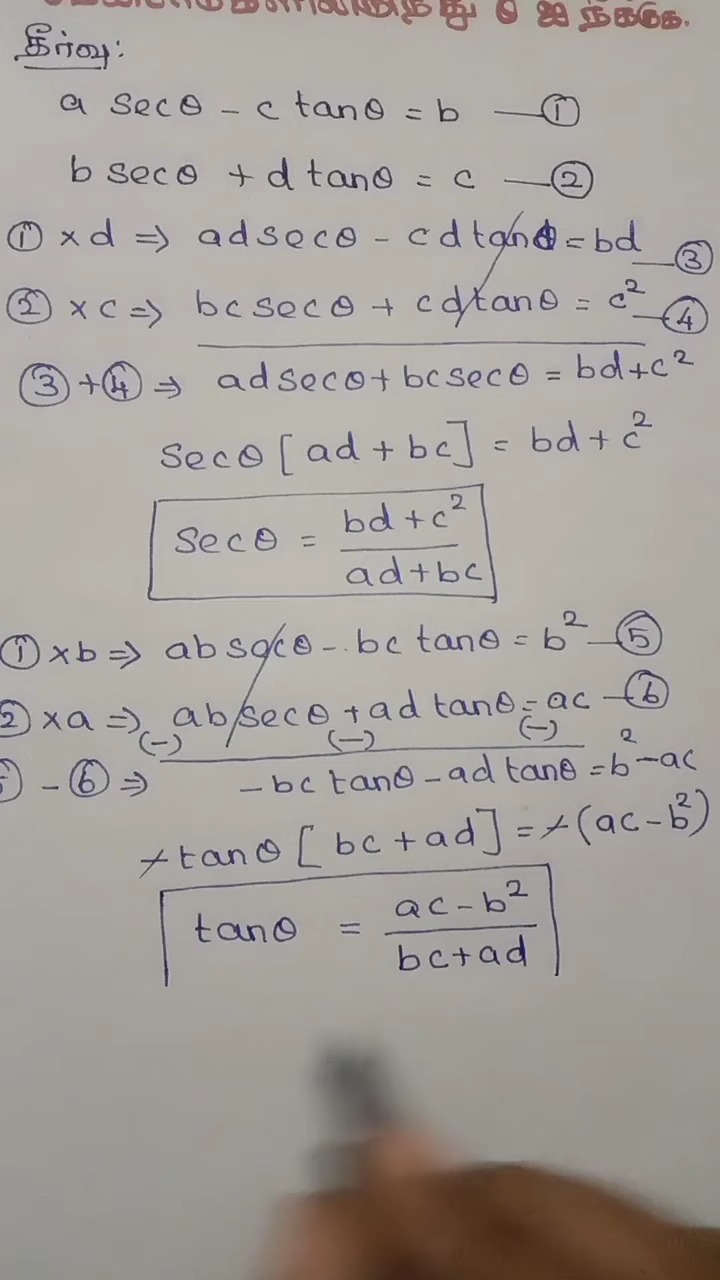 θ ஐ நீக்குக.
தீர்வு:
a secθ - c tanθ = b —①
b secθ + d tanθ = c —②
① × d ⇒ ad secθ - cd tanθ = bd —③
② × c ⇒ bc secθ + cd tanθ = c² —④
③ + ④ ⇒ ad secθ + bc secθ = bd + c²
secθ [ad + bc] = bd + c²
secθ = (bd + c²)/(ad + bc)
① × b ⇒ ab secθ - bc tanθ = b² —⑤
② × a ⇒ ab secθ + ad tanθ = ac —⑥
(-) (-) (-)
- ⑥ ⇒ -bc tanθ - ad tanθ = b² - ac
-tanθ [bc + ad] = -(ac - b²)
tanθ = (ac - b²)/(bc + ad)